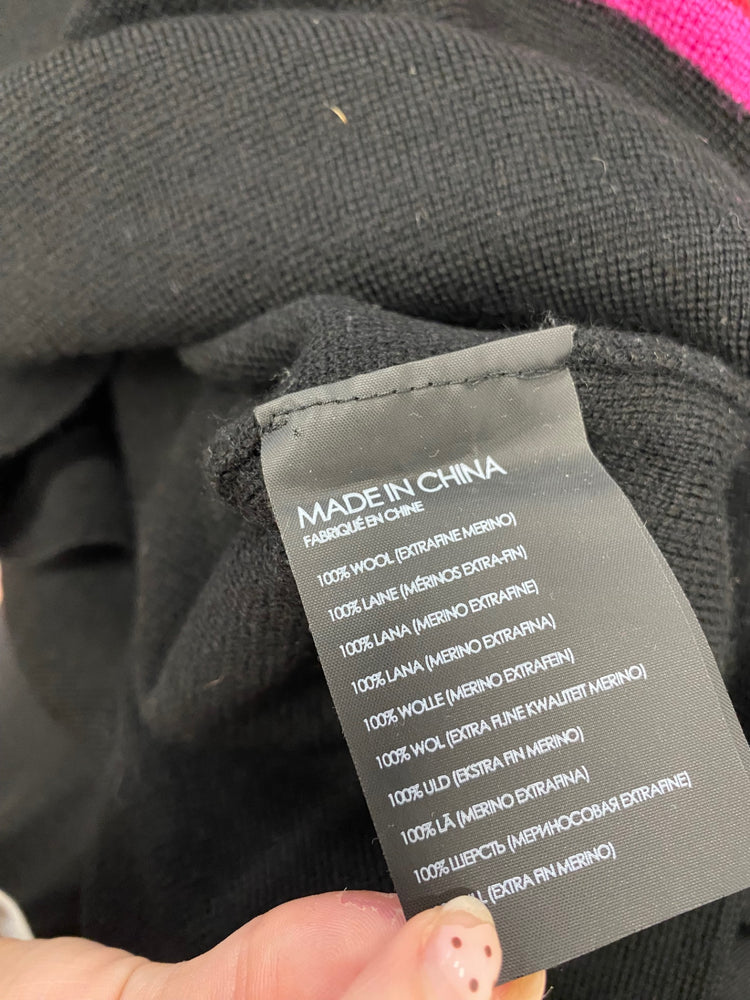 MADE IN CHINA
FABRIQUÉ EN CHINE
100% WOOL (EXTRAFINE MERINO)
100% LAINE (MÉRINOS EXTRA-FIN)
100% LANA (MERINO EXTRAFINE)
100% LANA (MERINO EXTRAFINA)
100% WOLLE (MERINO EXTRAFEIN)
100% WOL (EXTRA FIJNE KWALITEIT MERINO)
100% ULD (EKSTRA FIN MERINO)
100% LÃ (MERINO EXTRAFINA)
100% ШЕРСТЬ (МЕРИНОСОВАЯ EXTRAFINE)
(EXTRA FIN MERINO)